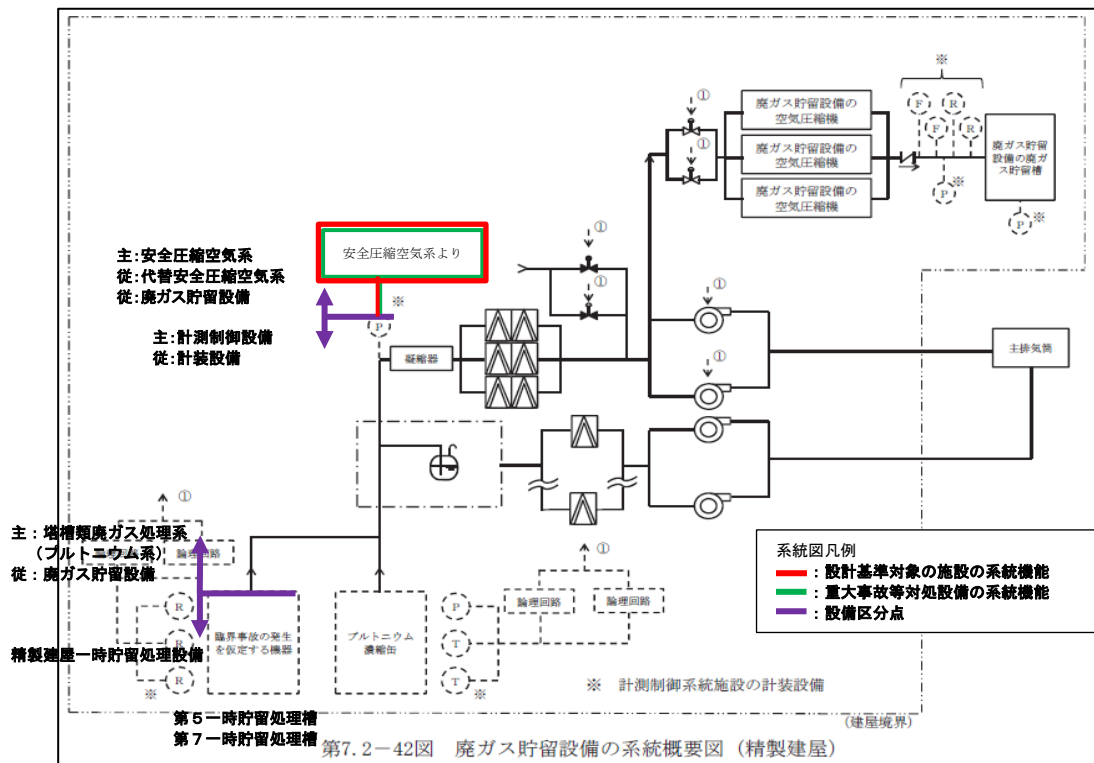 ※
①
F
R
F
R
廃ガス貯留設備の
空気圧縮機
①
廃ガス貯留設備の
空気圧縮機
廃ガス貯留設備の
空気圧縮機
廃ガス貯留
設備の廃ガ
ス貯留槽
P
※
P
※
主:安全圧縮空気系
従:代替安全圧縮空気系
従:廃ガス貯留設備
安全圧縮空気系より
※
P
主:計測制御設備
従:計装設備
①
①
①
①
凝縮器
主排気筒
①
主:塔槽類廃ガス処理系
(プルトニウム系)
従:廃ガス貯留設備
論理回路
精製建屋一時貯留処理設備
R
R
R
※
臨界事故の発生
を仮定する機器
プルトニウム
濃縮缶
P
T
T
※
①
論理回路
論理回路
系統図凡例
:設計基準対象の施設の系統機能
:重大事故等対処設備の系統機能
:設備区分点
※ 計測制御系統施設の計装設備
第5一時貯留処理槽
第7一時貯留処理槽
(建屋境界)
第7.2-42図 廃ガス貯留設備の系統概要図(精製建屋)